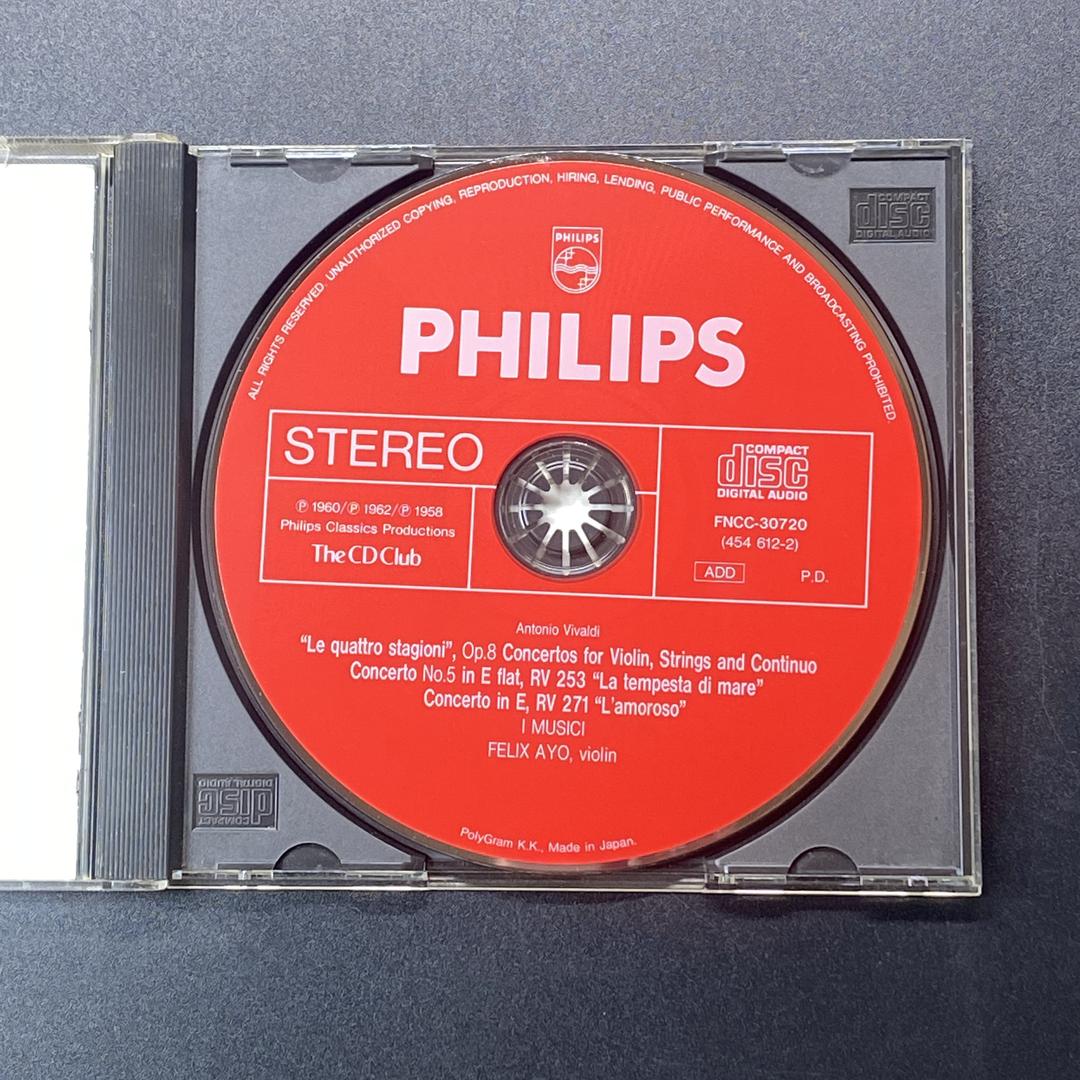 ALL RIGHTS RESERVED. UNAUTHORIZED COPYING, REPRODUCTION, HIRING, LENDING, PUBLIC PERFORMANCE AND BROADCASTING PROHIBITED.
PHILIPS
PHILIPS
STEREO
℗ 1960/℗ 1962/℗ 1958
Philips Classics Productions
The CD Club
COMPACT
disc
DIGITAL AUDIO
FNCC-30720
(454 612-2)
ADD P.D.
Antonio Vivaldi
“Le quattro stagioni”, Op.8 Concertos for Violin, Strings and Continuo
Concerto No.5 in E flat, RV 253 “La tempesta di mare”
Concerto in E, RV 271 “L'amoroso”
I MUSICI
FELIX AYO, violin
PolyGram K.K., Made in Japan.
COMPACT
disc
DIGITAL AUDIO
COMPACT
disc
DIGITAL AUDIO